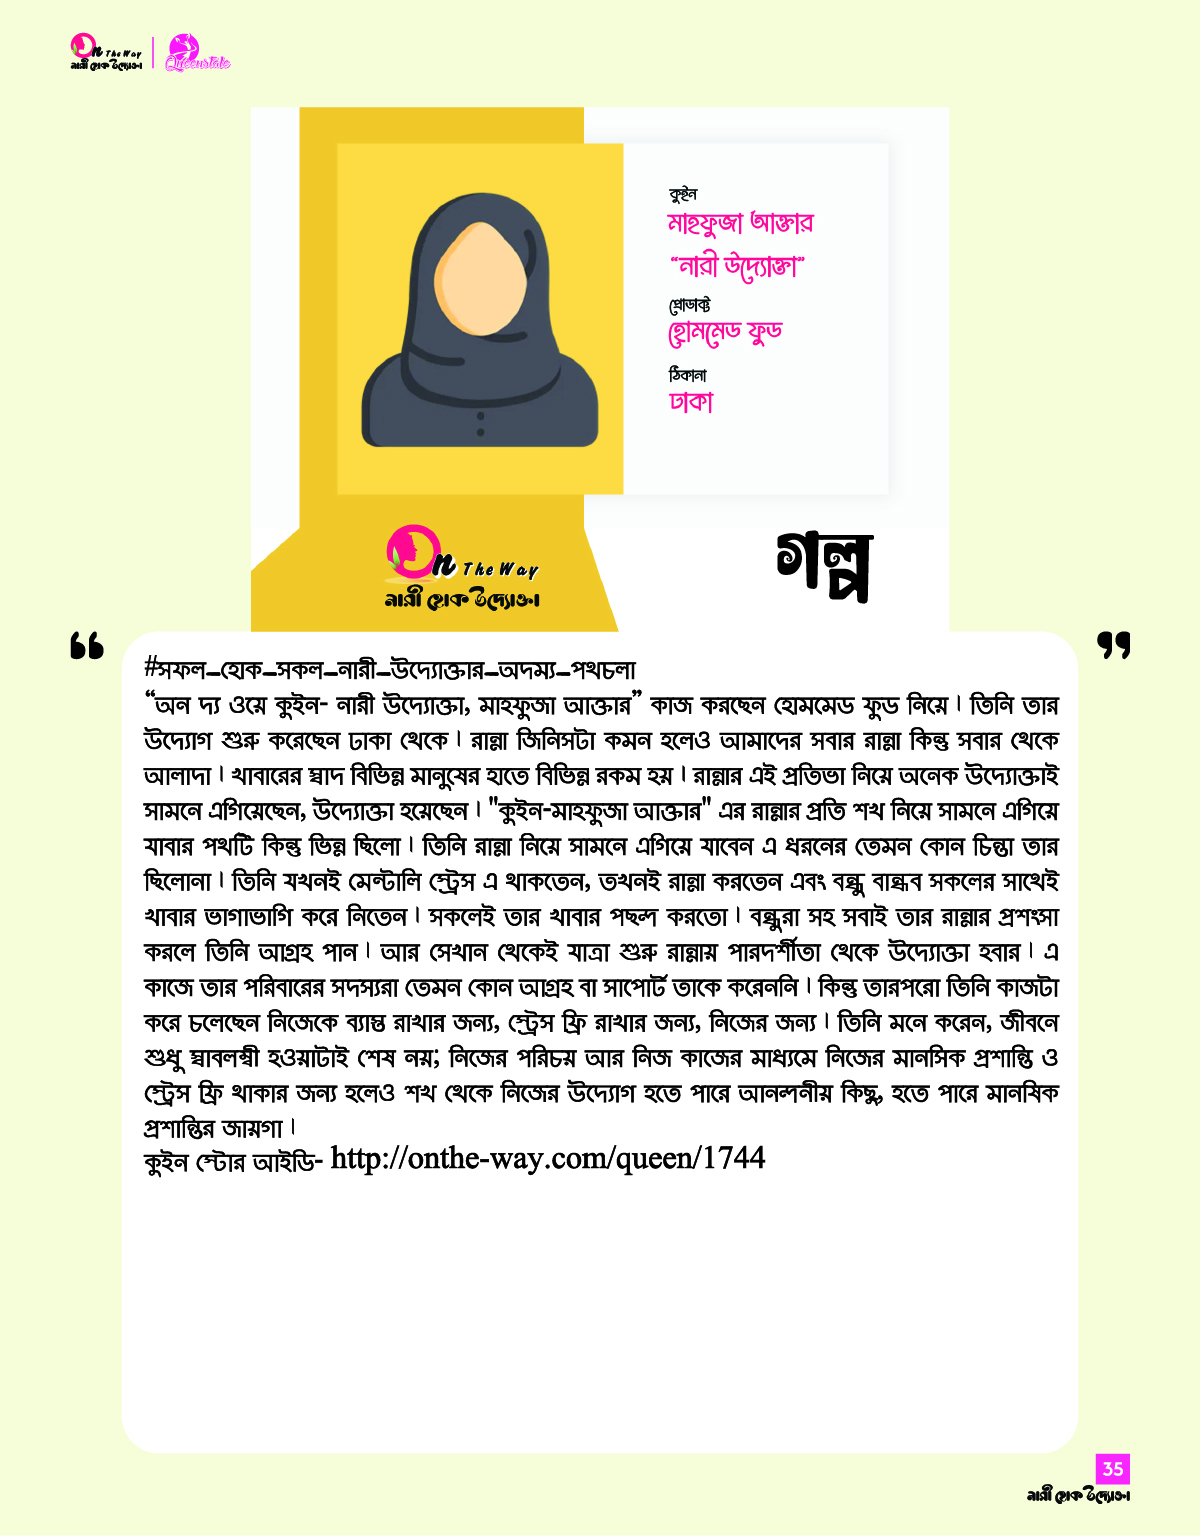 On The Way
নারী হোক উদ্যোক্তা
Queenstale
কুইন
মাহফুজা আক্তার
“নারী উদ্যোক্তা”
প্রোডাক্ট
হোমমেড ফুড
ঠিকানা
ঢাকা
On The Way
নারী হোক উদ্যোক্তা
গল্প
#সফল_হোক_সকল_নারী_উদ্যোক্তার_অদম্য_পথচলা
“অন দ্য ওয়ে কুইন- নারী উদ্যোক্তা, মাহফুজা আক্তার” কাজ করছেন হোমমেড ফুড নিয়ে। তিনি তার
উদ্যোগ শুরু করেছেন ঢাকা থেকে। রান্না জিনিসটা কমন হলেও আমাদের সবার রান্না কিন্তু সবার থেকে
আলাদা। খাবারের স্বাদ বিভিন্ন মানুষের হাতে বিভিন্ন রকম হয়। রান্নার এই প্রতিভা নিয়ে অনেক উদ্যোক্তাই
সামনে এগিয়েছেন, উদ্যোক্তা হয়েছেন। "কুইন-মাহফুজা আক্তার" এর রান্নার প্রতি শখ নিয়ে সামনে এগিয়ে
যাবার পথটি কিন্তু ভিন্ন ছিলো। তিনি রান্না নিয়ে সামনে এগিয়ে যাবেন এ ধরনের তেমন কোন চিন্তা তার
ছিলোনা। তিনি যখনই মেন্টালি স্ট্রেস এ থাকতেন, তখনই রান্না করতেন এবং বন্ধু বান্ধব সকলের সাথেই
খাবার ভাগাভাগি করে নিতেন। সকলেই তার খাবার পছন্দ করতো। বন্ধুরা সহ সবাই তার রান্নার প্রশংসা
করলে তিনি আগ্রহ পান। আর সেখান থেকেই যাত্রা শুরু রান্নায় পারদর্শীতা থেকে উদ্যোক্তা হবার। এ
কাজে তার পরিবারের সদস্যরা তেমন কোন আগ্রহ বা সাপোর্ট তাকে করেননি। কিন্তু তারপরো তিনি কাজটা
করে চলেছেন নিজেকে ব্যাস্ত রাখার জন্য, স্ট্রেস ফ্রি রাখার জন্য, নিজের জন্য। তিনি মনে করেন, জীবনে
শুধু স্বাবলম্বী হওয়াটাই শেষ নয়; নিজের পরিচয় আর নিজ কাজের মাধ্যমে নিজের মানসিক প্রশান্তি ও
স্ট্রেস ফ্রি থাকার জন্য হলেও শখ থেকে নিজের উদ্যোগ হতে পারে আনন্দনীয় কিছু, হতে পারে মানষিক
প্রশান্তির জায়গা।
কুইন স্টোর আইডি- http://onthe-way.com/queen/1744
35
নারী হোক উদ্যোক্তা